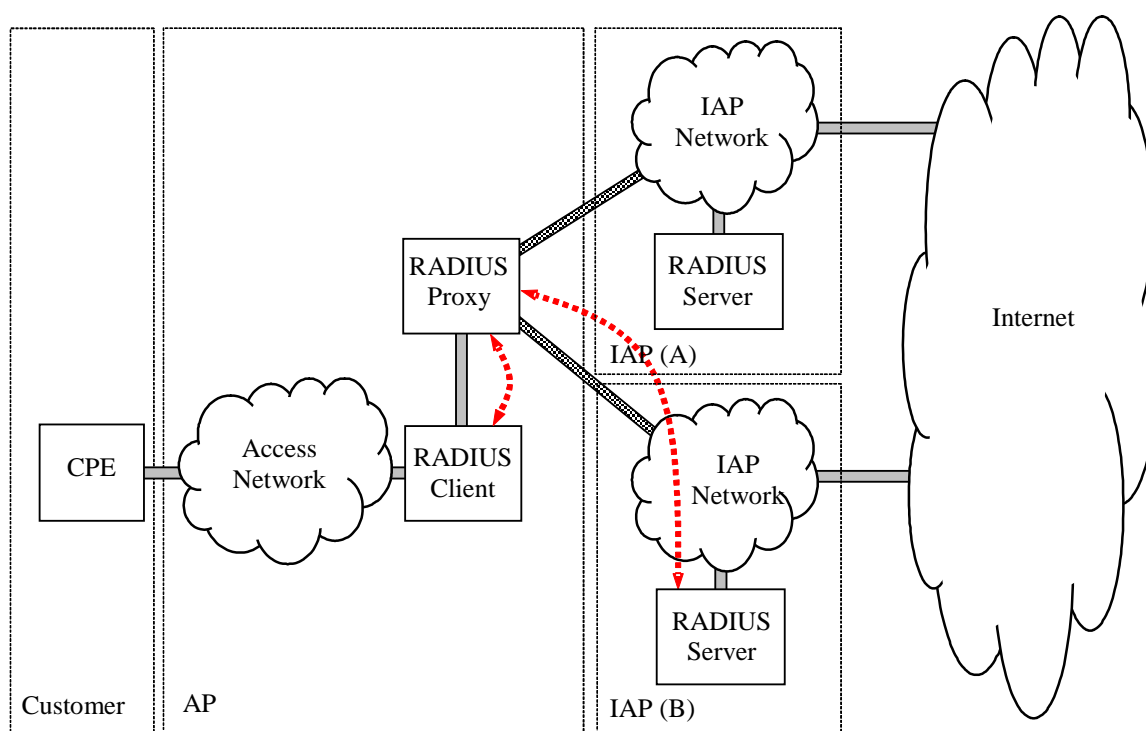 IAP
Network
RADIUS
Server
IAP (A)
RADIUS
Proxy
Internet
CPE
Access
Network
RADIUS
Client
IAP
Network
RADIUS
Server
Customer
AP
IAP (B)